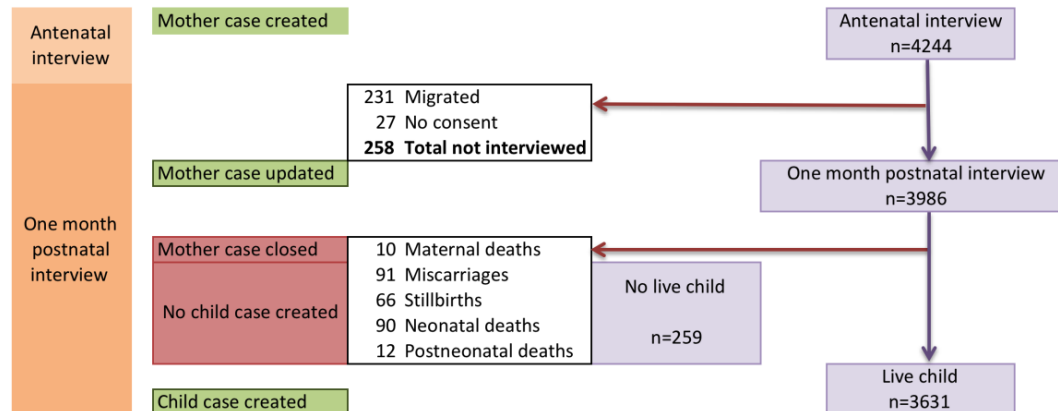 Antenatal
interview
Mother case created
Antenatal interview
n=4244
231 Migrated
27 No consent
258 Total not interviewed
Mother case updated
One month postnatal interview
n=3986
One month
postnatal
interview
Mother case closed
No child case created
10 Maternal deaths
91 Miscarriages
66 Stillbirths
90 Neonatal deaths
12 Postneonatal deaths
No live child
n=259
Child case created
Live child
n=3631